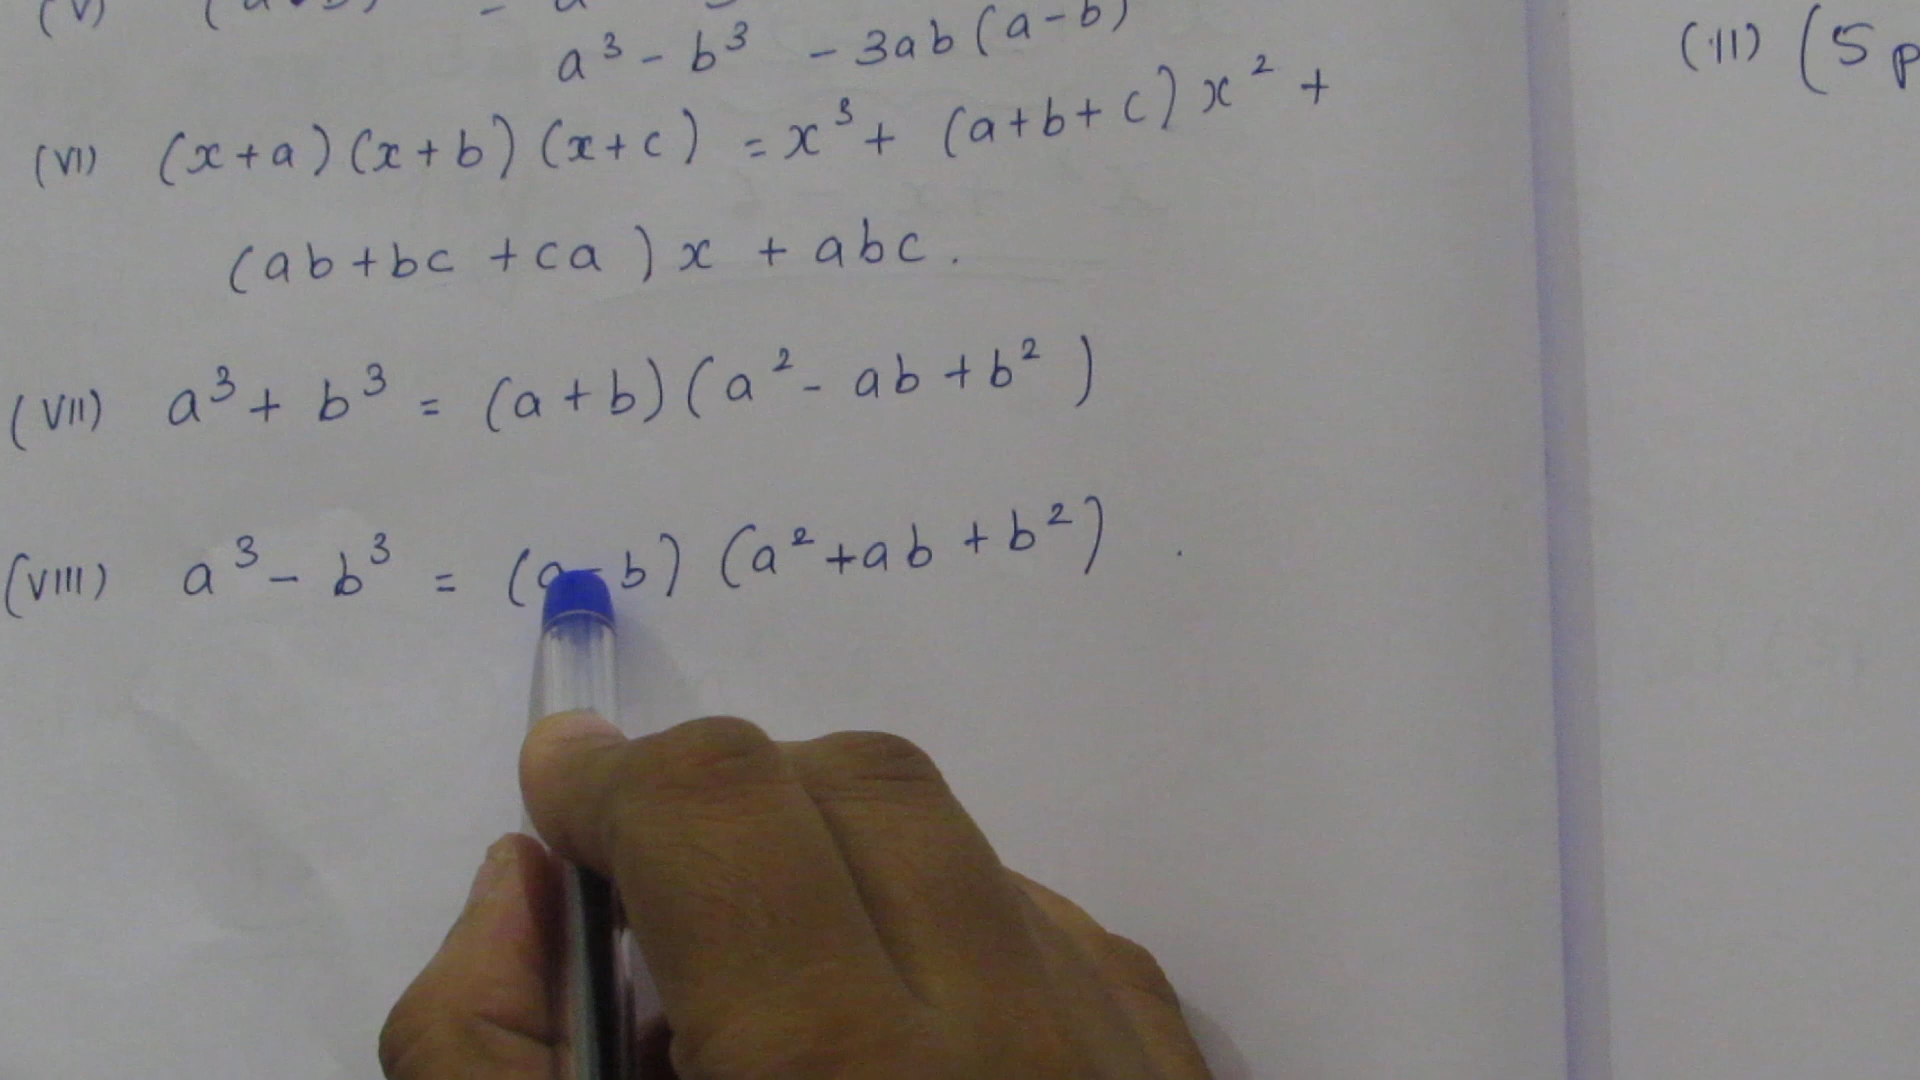 (V)
a³ - b³ - 3ab (a - b)
(VI) (x+a) (x+b) (x+c) = x³ + (a+b+c) x² +
(ab+bc+ca) x + abc.
(VII) a³ + b³ = (a+b) (a² - ab + b²)
(VIII) a³ - b³ = (a-b) (a² + ab + b²).
(II) (5p